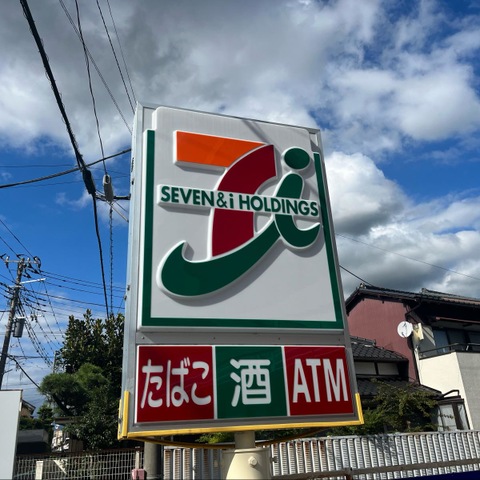 SEVEN&i HOLDINGS
たばこ 酒 ATM